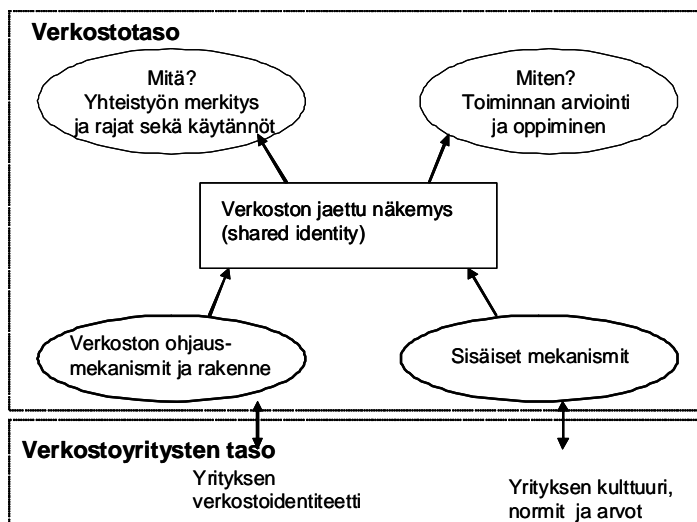 Verkostotaso
Mitä?
Yhteistyön merkitys
ja rajat sekä käytännöt
Miten?
Toiminnan arviointi
ja oppiminen
Verkoston jaettu näkemys
(shared identity)
Verkoston ohjaus-
mekanismit ja rakenne
Sisäiset mekanismit
Verkostoyritysten taso
Yrityksen
verkostoidentiteetti
Yrityksen kulttuuri,
normit ja arvot